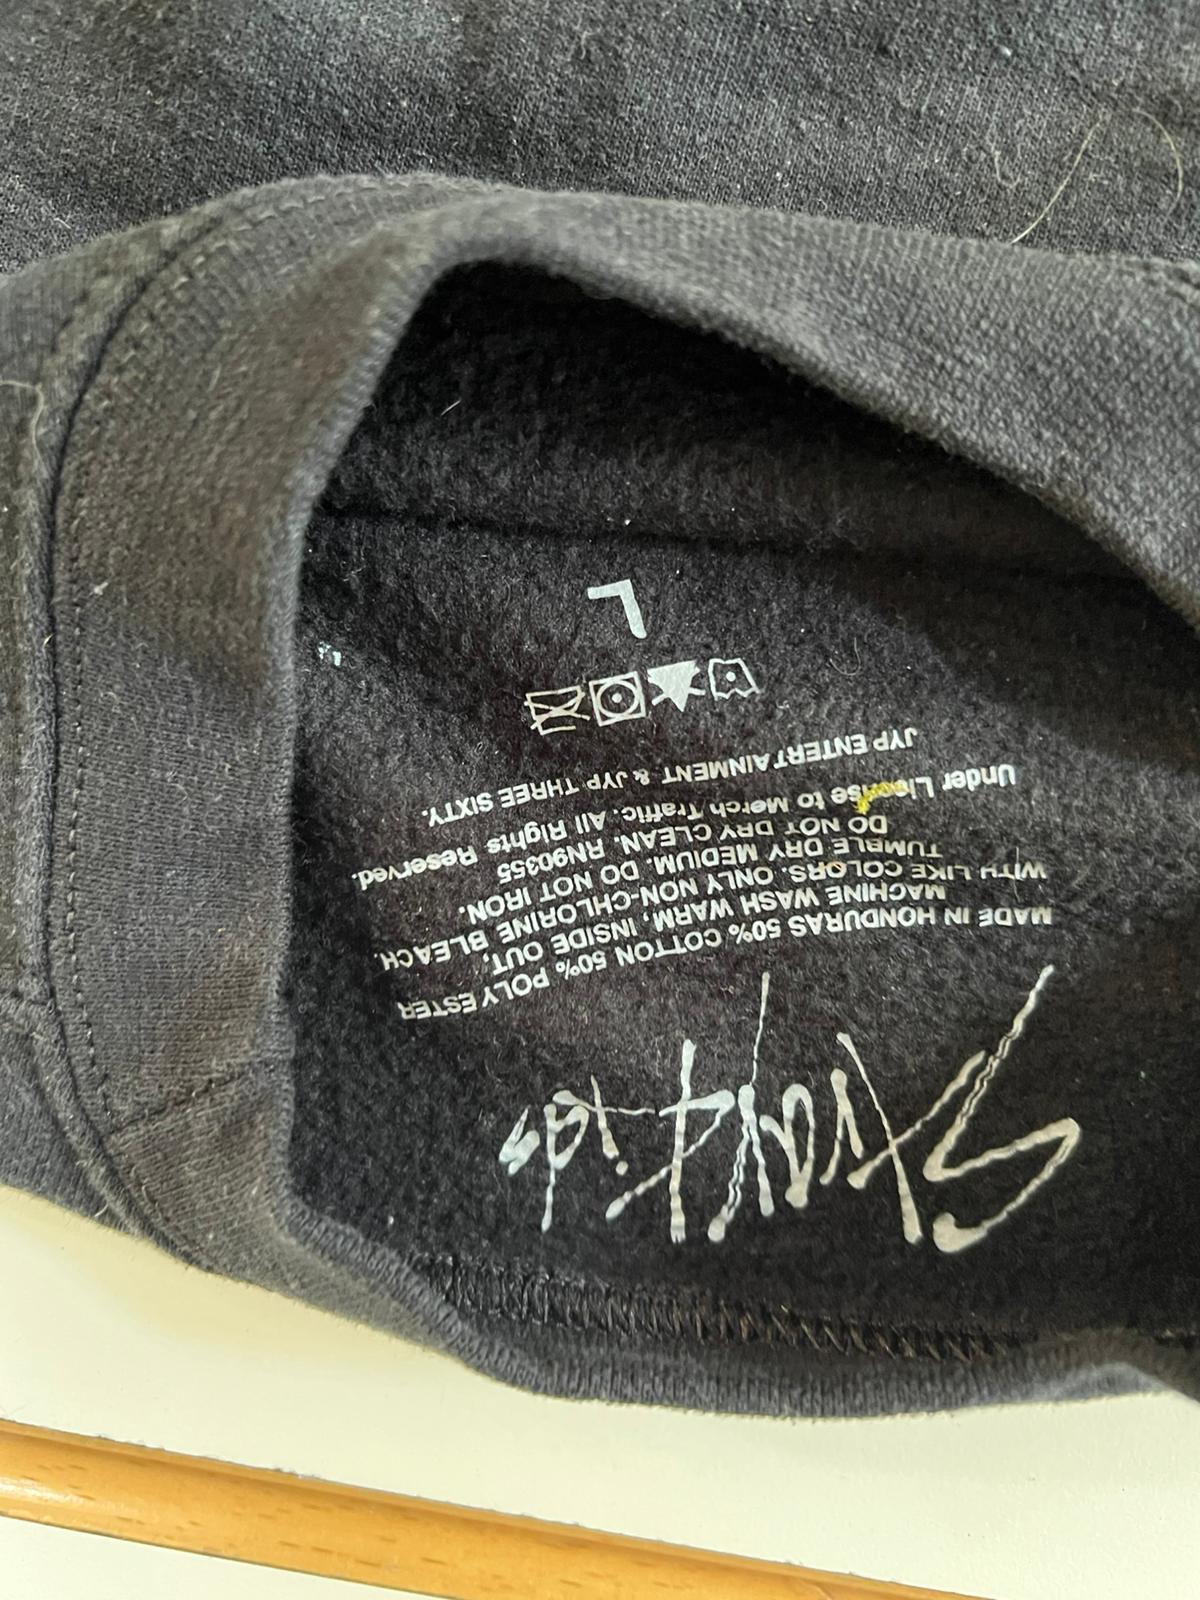 Stray Kids
MADE IN HONDURAS 50% COTTON 50% POLYESTER
MACHINE WASH WARM, INSIDE OUT,
WITH LIKE COLORS. ONLY NON-CHLORINE BLEACH.
TUMBLE DRY MEDIUM. DO NOT IRON.
DO NOT DRY CLEAN. RN90355
Under License to Merch Traffic. All Rights Reserved.
JYP ENTERTAINMENT & JYP THREE SIXTY.
L